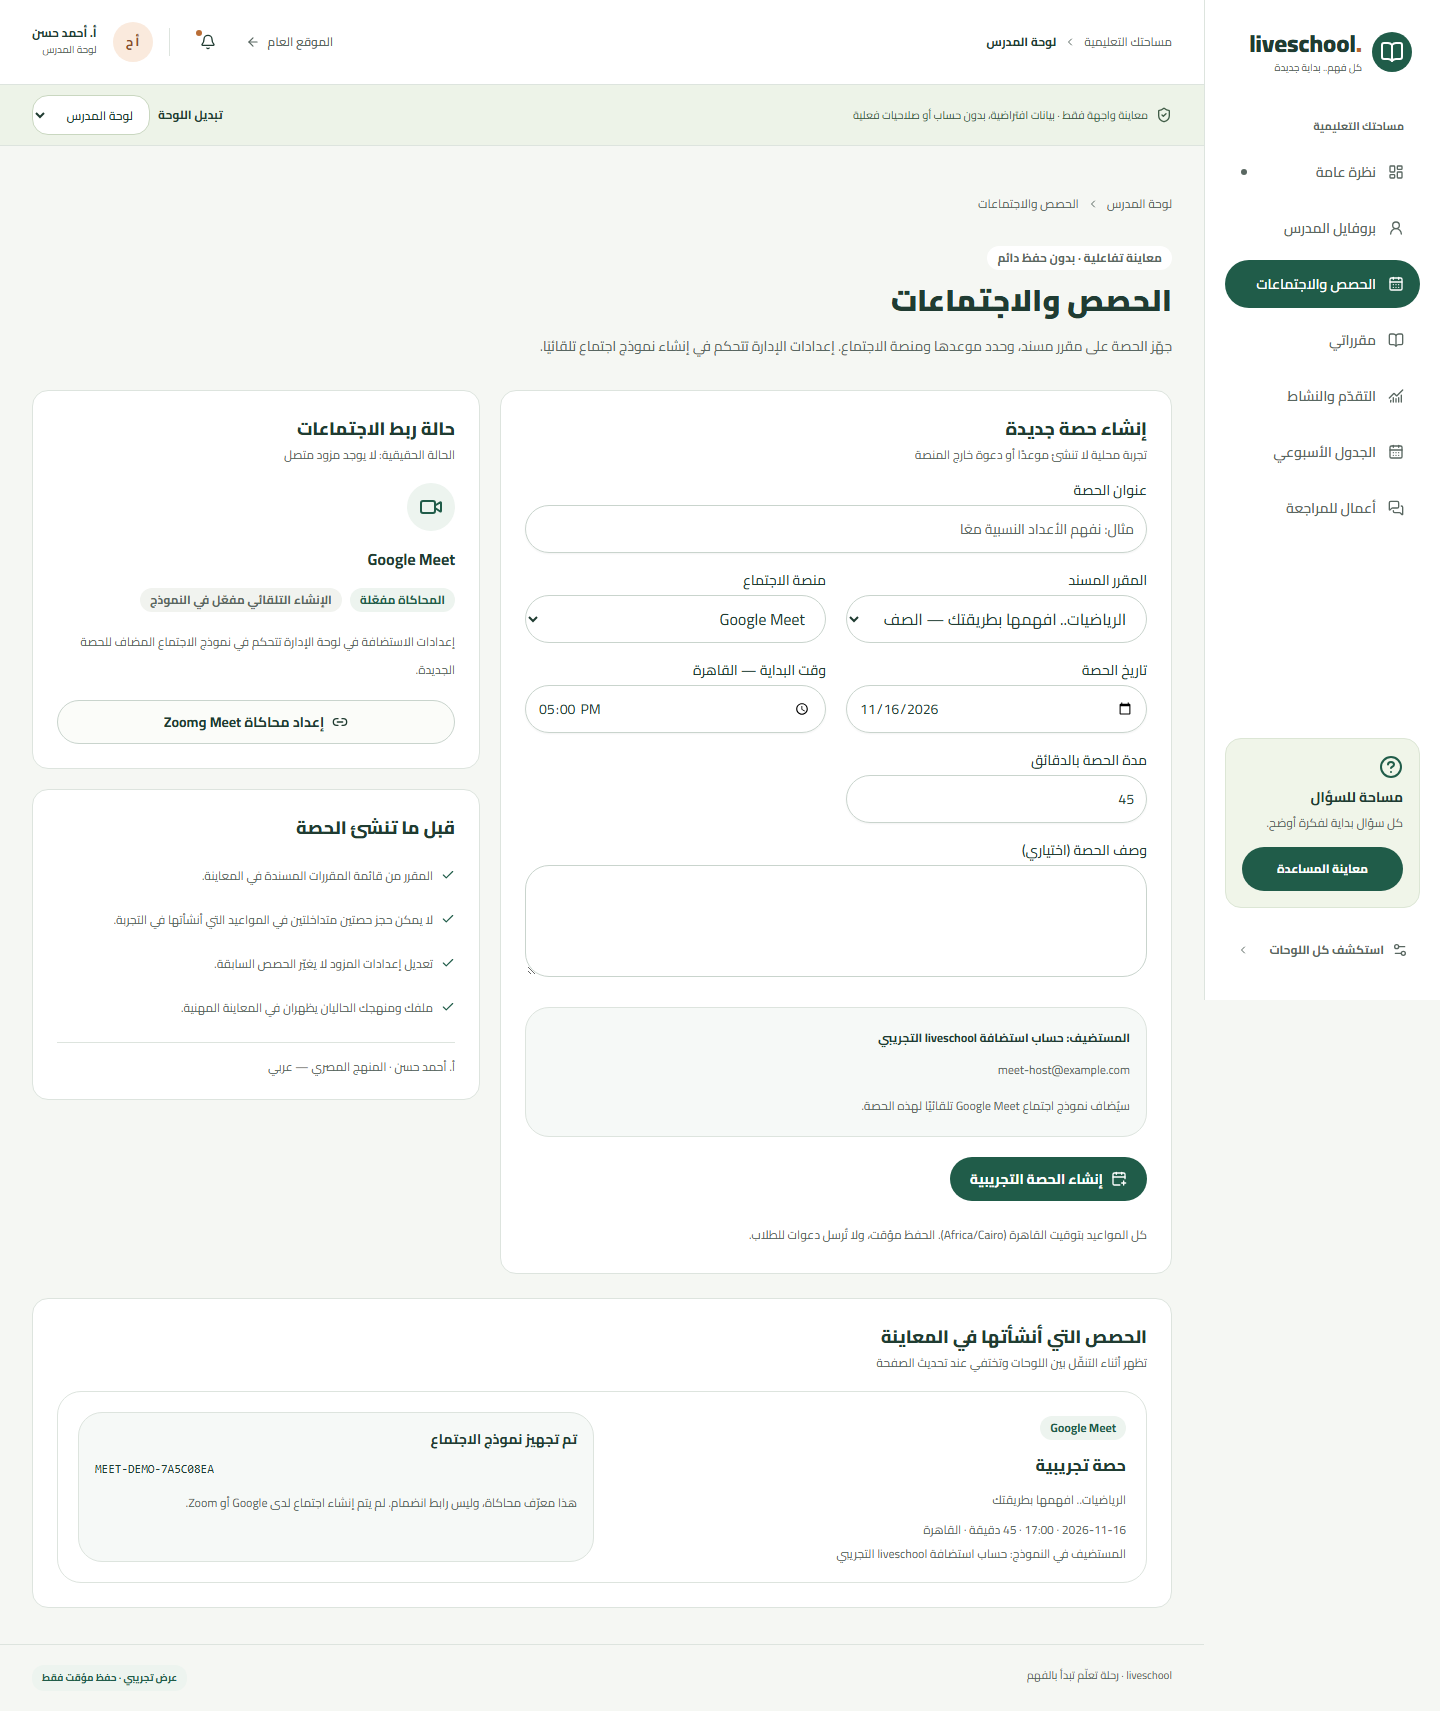 liveschool.
كل فهم.. بداية جديدة
مساحتك التعليمية
نظرة عامة
بروفايل المدرس
الحصص والاجتماعات
مقرراتي
التقدّم والنشاط
الجدول الأسبوعي
أعمال للمراجعة
مساحة للسؤال
كل سؤال بداية لفكرة أوضح.
معاينة المساعدة
استكشف كل اللوحات
مساحتك التعليمية
لوحة المدرس
الموقع العام
أ ح
أ. أحمد حسن
لوحة المدرس
معاينة واجهة فقط · بيانات افتراضية، بدون حساب أو صلاحيات فعلية
تبديل اللوحة
لوحة المدرس
لوحة المدرس
الحصص والاجتماعات
معاينة تفاعلية · بدون حفظ دائم
الحصص والاجتماعات
جهّز الحصة على مقرر مسند، وحدد موعدها ومنصة الاجتماع. إعدادات الإدارة تتحكم في إنشاء نموذج اجتماع تلقائيًا.
إنشاء حصة جديدة
تجربة محلية لا تنشئ موعدًا أو دعوة خارج المنصة
عنوان الحصة
مثال: نفهم الأعداد النسبية معًا
المقرر المسند
الرياضيات.. افهمها بطريقتك — الصف
منصة الاجتماع
Google Meet
تاريخ الحصة
11/16/2026
وقت البداية — القاهرة
05:00 PM
مدة الحصة بالدقائق
45
وصف الحصة (اختياري)
المستضيف: حساب استضافة liveschool التجريبي
meet-host@example.com
سيُضاف نموذج اجتماع Google Meet تلقائيًا لهذه الحصة.
إنشاء الحصة التجريبية
كل المواعيد بتوقيت القاهرة (Africa/Cairo). الحفظ مؤقت، ولا تُرسل دعوات للطلاب.
حالة ربط الاجتماعات
الحالة الحقيقية: لا يوجد مزود متصل
Google Meet
المحاكاة مفعّلة
الإنشاء التلقائي مفعّل في النموذج
إعدادات الاستضافة في لوحة الإدارة تتحكم في نموذج الاجتماع المضاف للحصة
الجديدة.
إعداد محاكاة Meet وZoom
قبل ما تنشئ الحصة
المقرر من قائمة المقررات المسندة في المعاينة.
لا يمكن حجز حصتين متداخلتين في المواعيد التي أنشأتها في التجربة.
تعديل إعدادات المزود لا يغيّر الحصص السابقة.
ملفك ومنهجك الحاليان يظهران في المعاينة المهنية.
أ. أحمد حسن · المنهج المصري — عربي
الحصص التي أنشأتها في المعاينة
تظهر أثناء التنقّل بين اللوحات وتختفي عند تحديث الصفحة
Google Meet
حصة تجريبية
الرياضيات.. افهمها بطريقتك
2026-11-16 · 17:00 · 45 دقيقة · القاهرة
المستضيف في النموذج: حساب استضافة liveschool التجريبي
تم تجهيز نموذج الاجتماع
MEET-DEMO-7A5C08EA
هذا معرّف محاكاة، وليس رابط انضمام. لم يتم إنشاء اجتماع لدى Google أو Zoom.
liveschool · رحلة تعلّم تبدأ بالفهم
عرض تجريبي · حفظ مؤقت فقط